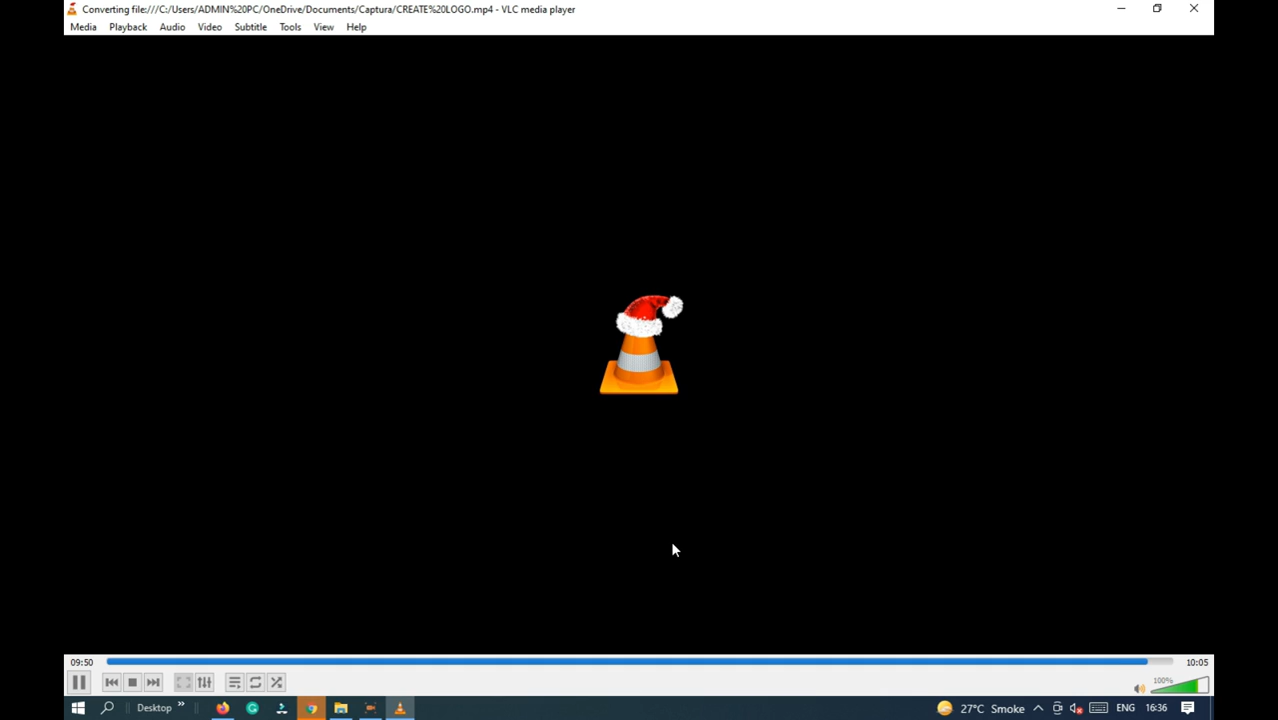 Converting file:///C:/Users/ADMIN%20PC/OneDrive/Documents/Captura/CREATE%20LOGO.mp4 - VLC media player
Media Playback Audio Video Subtitle Tools View Help
09:50 10:05
100%
Desktop 27°C Smoke ENG 16:36